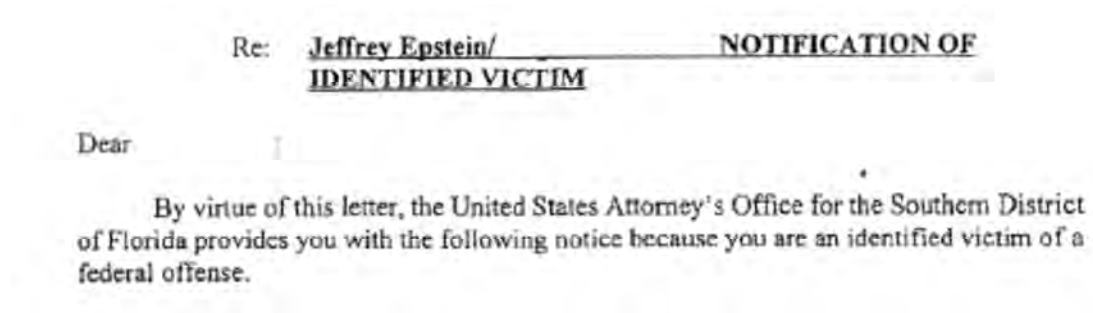 Re: Jeffrey Epstein/ NOTIFICATION OF
IDENTIFIED VICTIM
Dear
By virtue of this letter, the United States Attorney's Office for the Southern District
of Florida provides you with the following notice because you are an identified victim of a
federal offense.